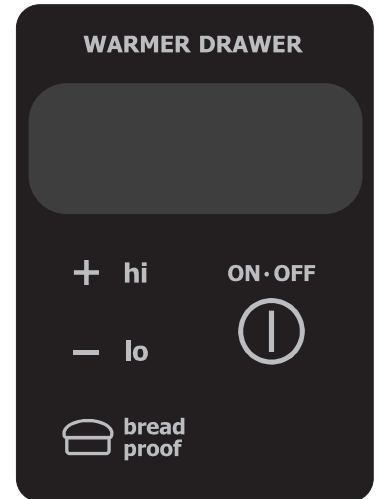 WARMER DRAWER
+ hi
ON·OFF
− lo
bread
proof